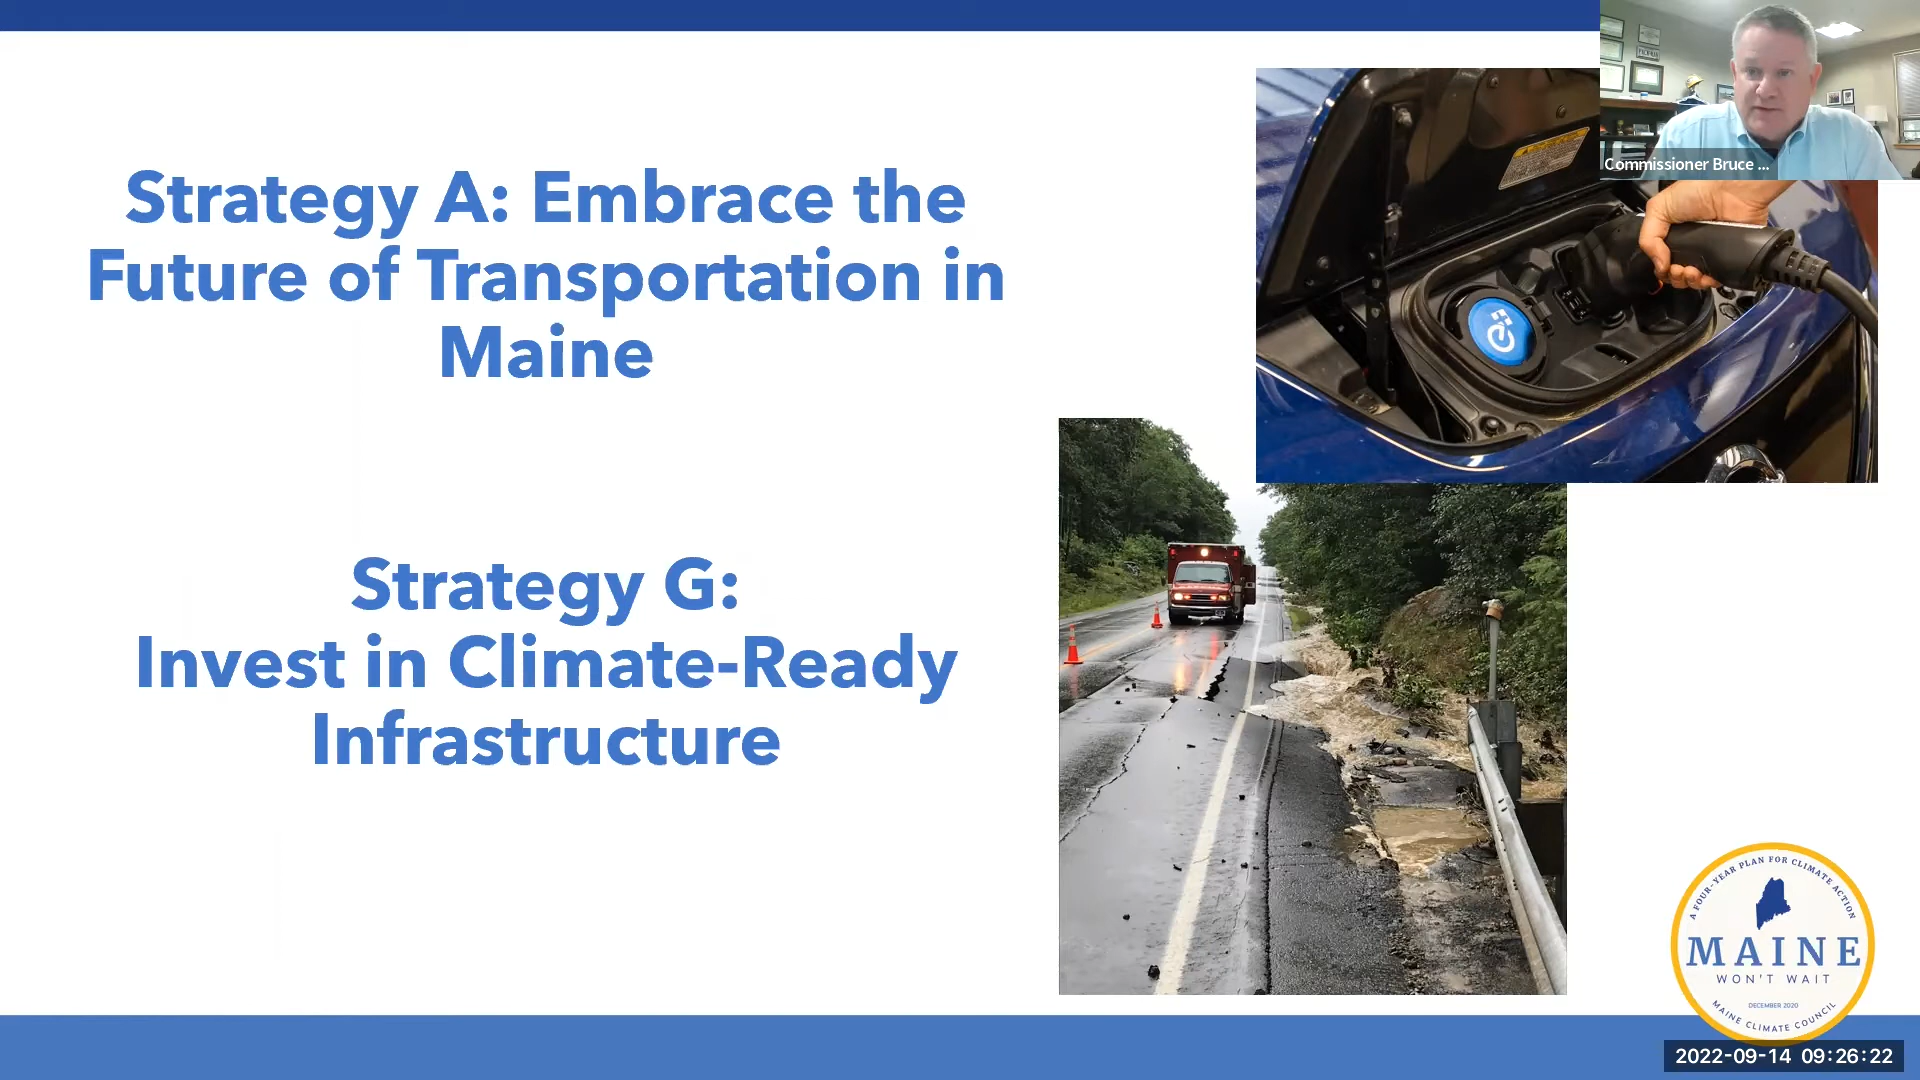 Strategy A: Embrace the
Future of Transportation in
Maine
Strategy G:
Invest in Climate-Ready
Infrastructure
Commissioner Bruce ...
A FOUR-YEAR PLAN FOR CLIMATE ACTION
MAINE
WON'T WAIT
DECEMBER 2020
MAINE CLIMATE COUNCIL
2022-09-14 09:26:22